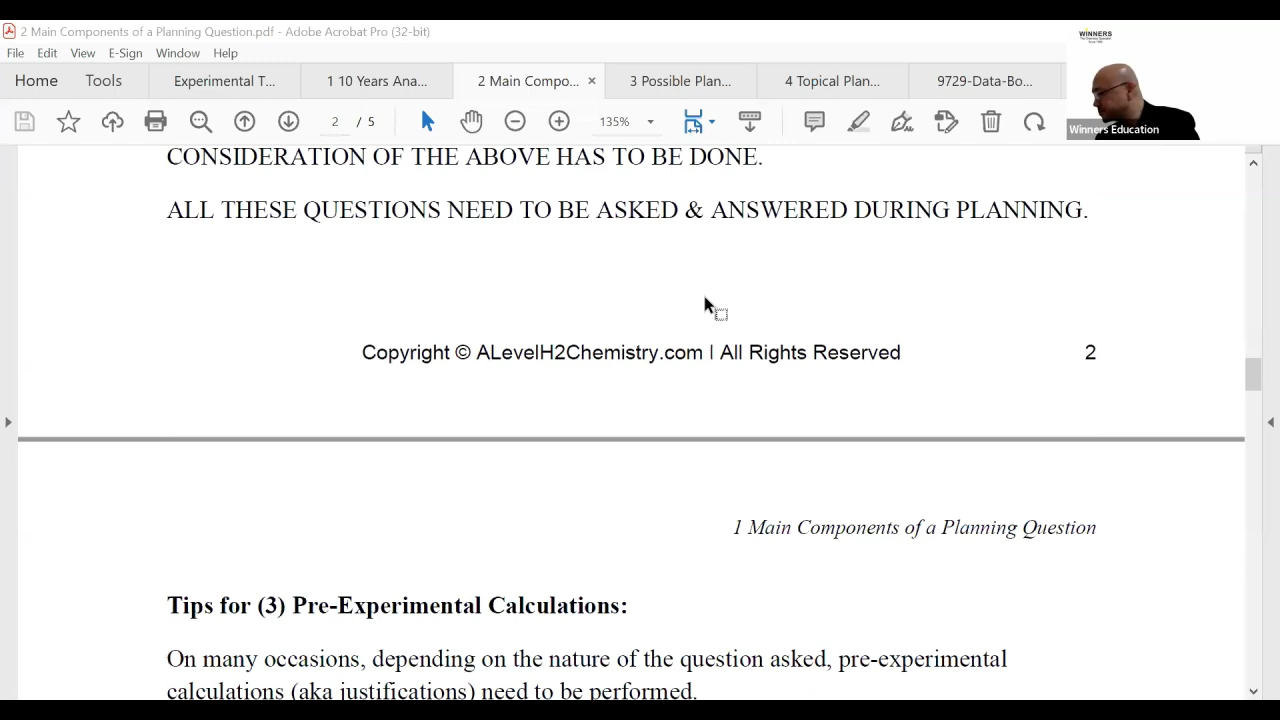 2 Main Components of a Planning Question.pdf - Adobe Acrobat Pro (32-bit)
File Edit View E-Sign Window Help
WINNERS
Home Tools Experimental T... 1 10 Years Ana... 2 Main Compo... × 3 Possible Plan... 4 Topical Plan... 9729-Data-Bo...
2 / 5 135%
Winners Education
CONSIDERATION OF THE ABOVE HAS TO BE DONE.
ALL THESE QUESTIONS NEED TO BE ASKED & ANSWERED DURING PLANNING.
Copyright © ALevelH2Chemistry.com | All Rights Reserved 2
1 Main Components of a Planning Question
Tips for (3) Pre-Experimental Calculations:
On many occasions, depending on the nature of the question asked, pre-experimental
calculations (aka justifications) need to be performed.